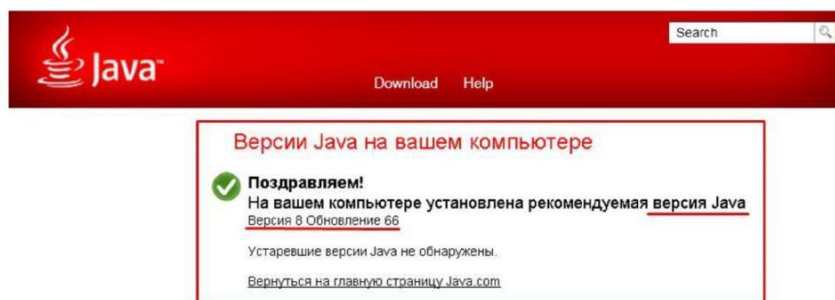 Search
Java
Download Help
Версии Java на вашем компьютере
Поздравляем!
На вашем компьютере установлена рекомендуемая версия Java
Версия 8 Обновление 66
Устаревшие версии Java не обнаружены.
Вернуться на главную страницу Java.com